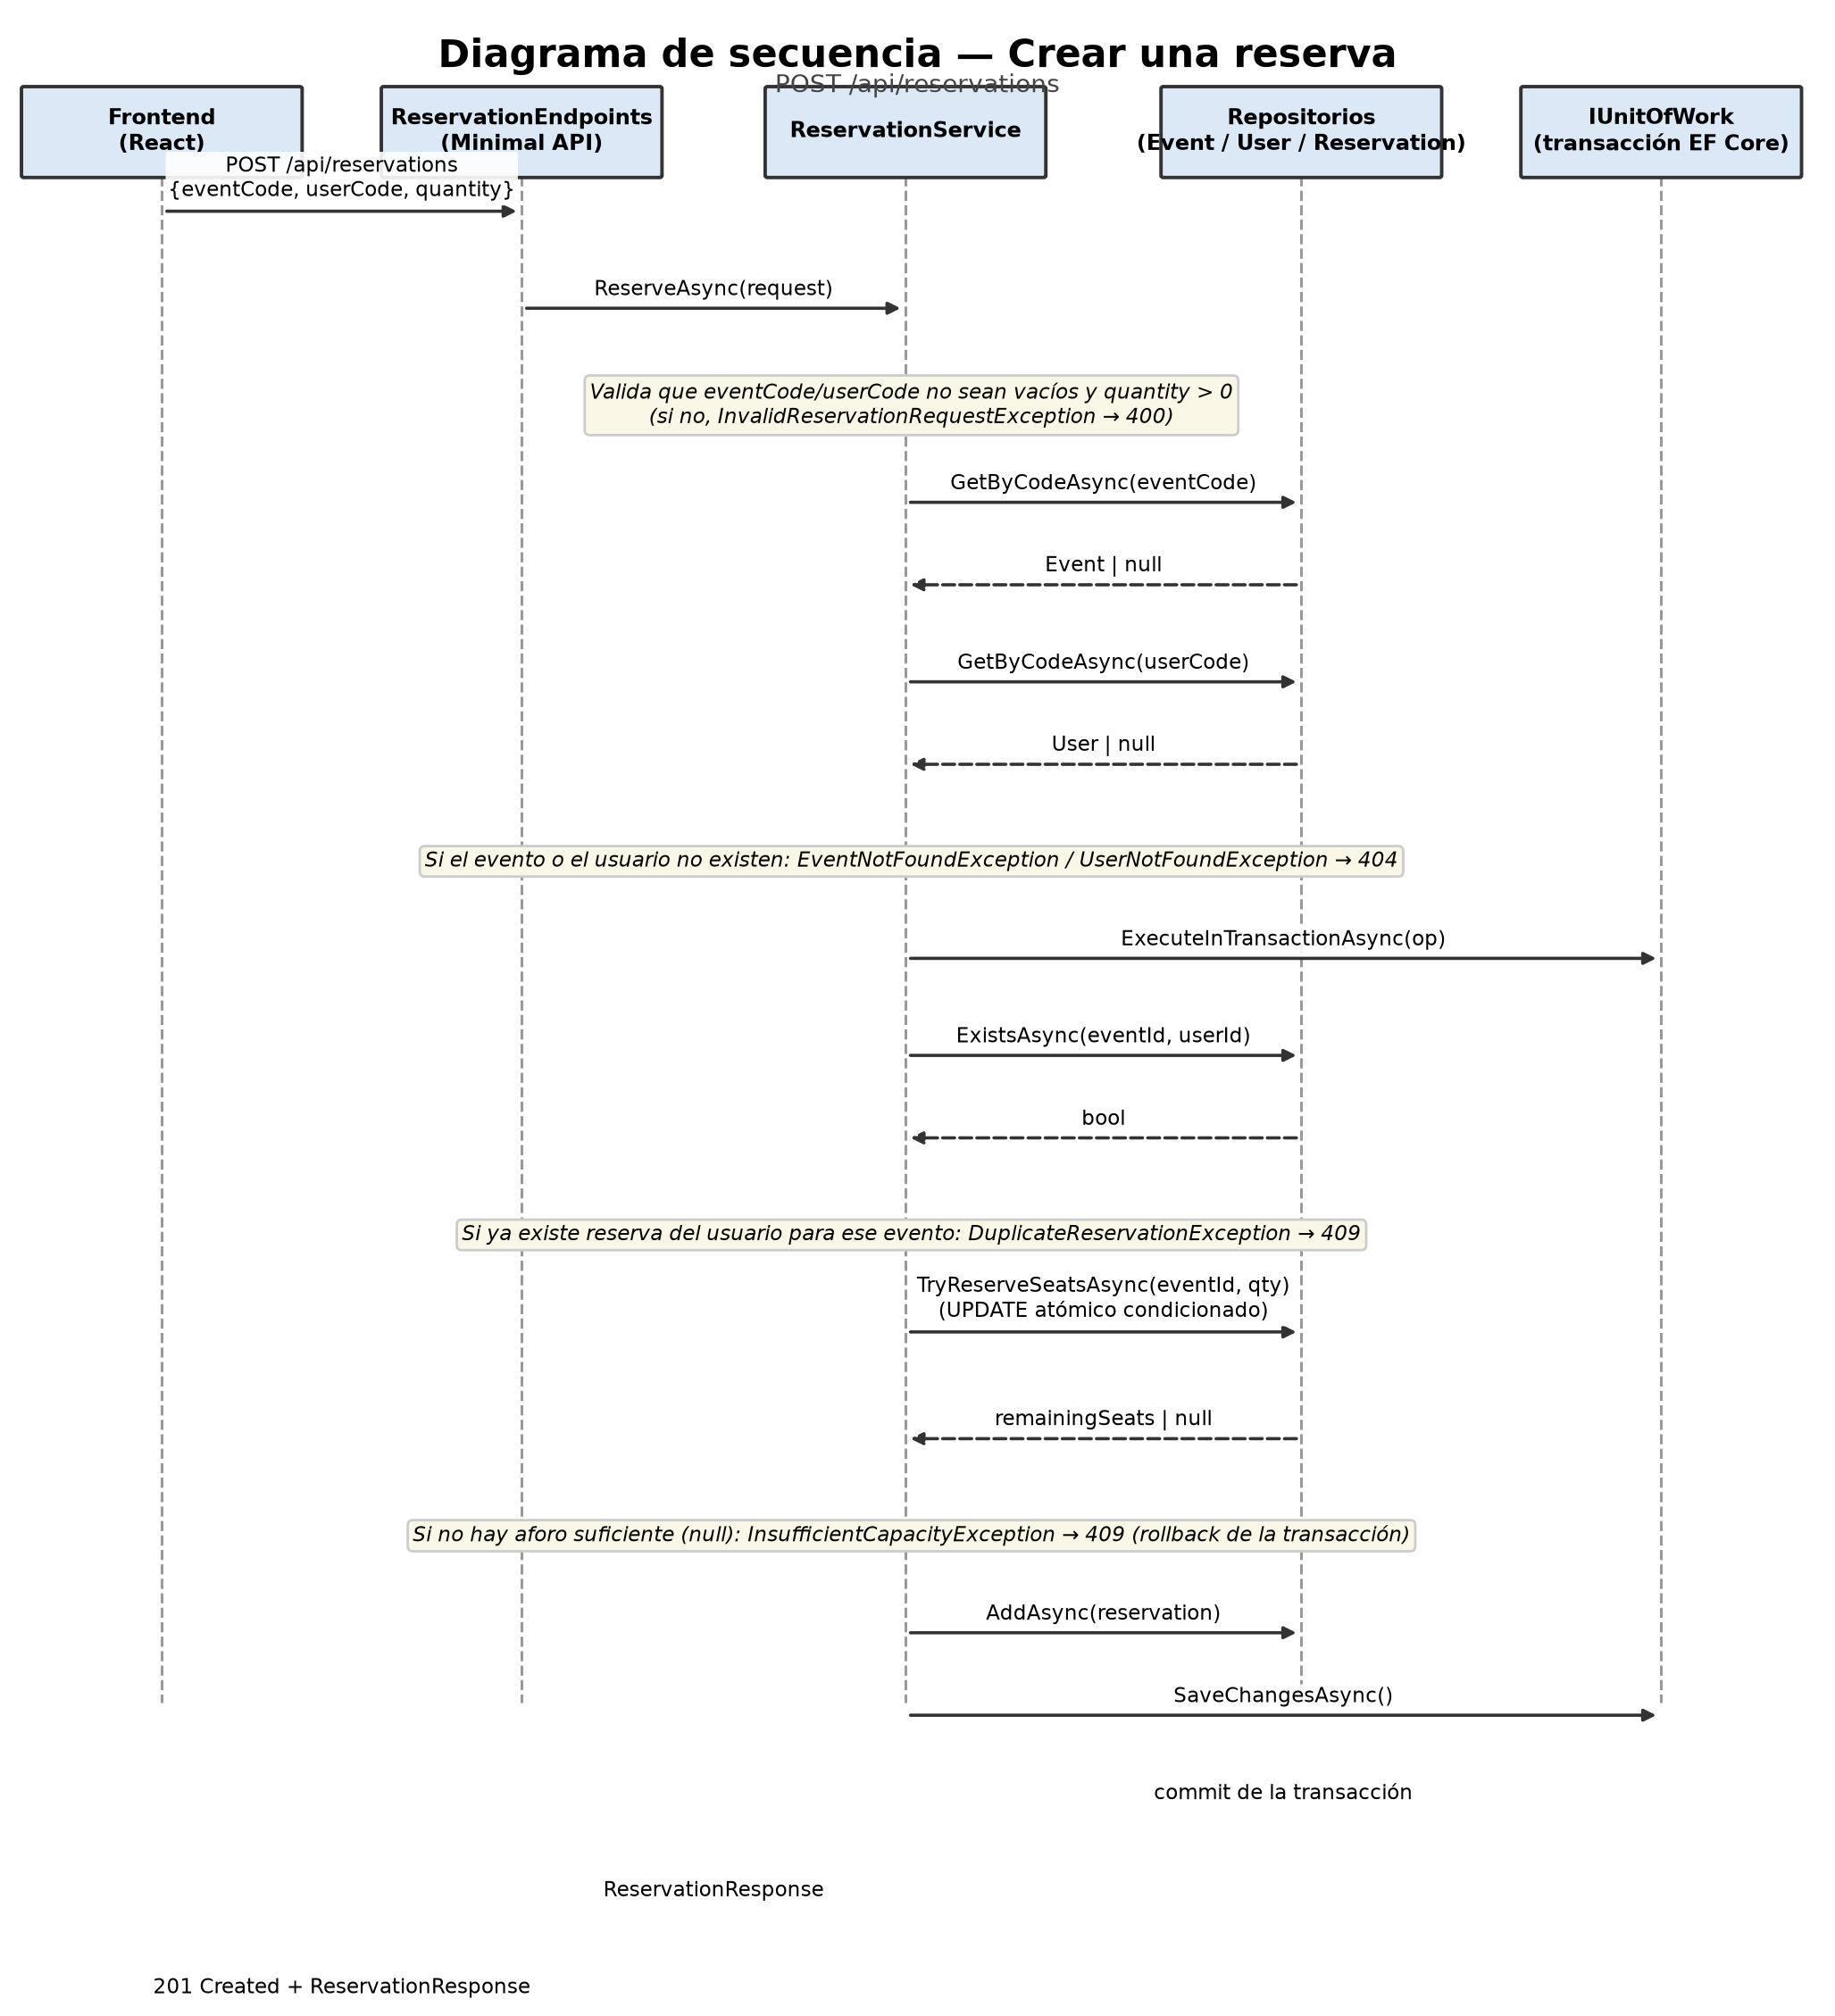 Diagrama de secuencia — Crear una reserva
POST /api/reservations
Frontend
(React)
ReservationEndpoints
(Minimal API)
ReservationService
Repositorios
(Event / User / Reservation)
IUnitOfWork
(transacción EF Core)
POST /api/reservations
{eventCode, userCode, quantity}
ReserveAsync(request)
Valida que eventCode/userCode no sean vacíos y quantity > 0
(si no, InvalidReservationRequestException → 400)
GetByCodeAsync(eventCode)
Event | null
GetByCodeAsync(userCode)
User | null
Si el evento o el usuario no existen: EventNotFoundException / UserNotFoundException → 404
ExecuteInTransactionAsync(op)
ExistsAsync(eventId, userId)
bool
Si ya existe reserva del usuario para ese evento: DuplicateReservationException → 409
TryReserveSeatsAsync(eventId, qty)
(UPDATE atómico condicionado)
remainingSeats | null
Si no hay aforo suficiente (null): InsufficientCapacityException → 409 (rollback de la transacción)
AddAsync(reservation)
SaveChangesAsync()
commit de la transacción
ReservationResponse
201 Created + ReservationResponse